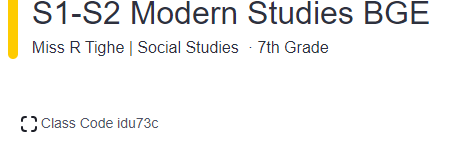 S1-S2 Modern Studies BGE
Miss R Tighe | Social Studies · 7th Grade
Class Code idu73c